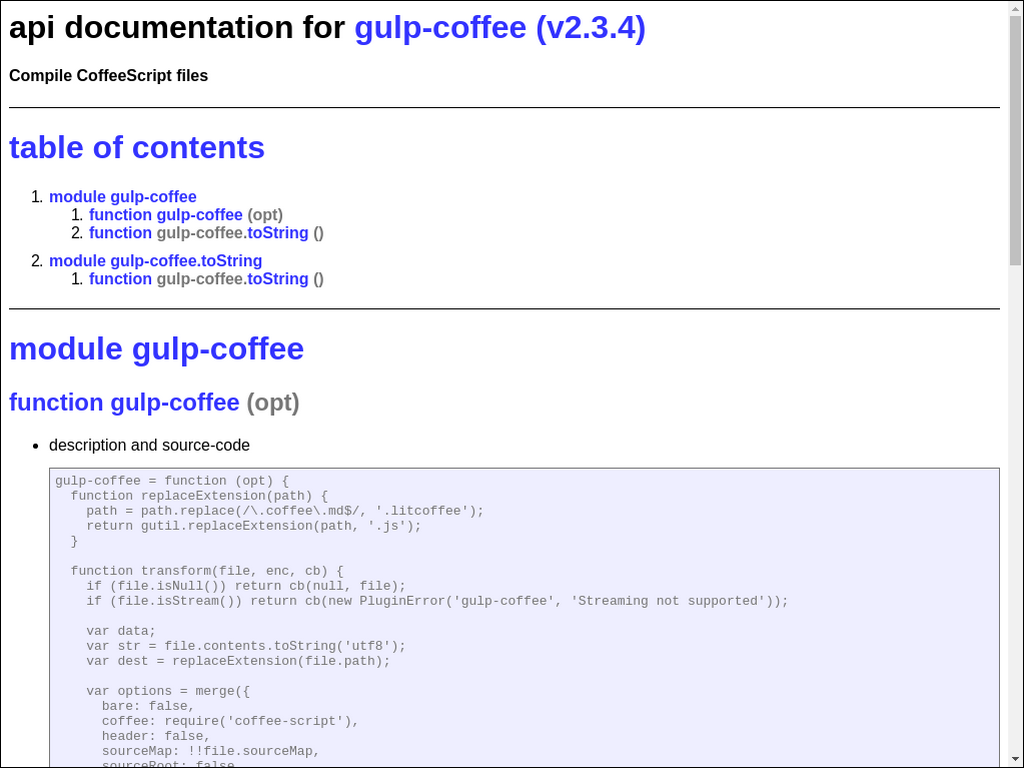 api documentation for gulp-coffee (v2.3.4)
Compile CoffeeScript files
table of contents
1. module gulp-coffee
1. function gulp-coffee (opt)
2. function gulp-coffee.toString ()
2. module gulp-coffee.toString
1. function gulp-coffee.toString ()
module gulp-coffee
function gulp-coffee (opt)
• description and source-code
gulp-coffee = function (opt) {
  function replaceExtension(path) {
    path = path.replace(/\.coffee\.md$/, '.litcoffee');
    return gutil.replaceExtension(path, '.js');
  }
  function transform(file, enc, cb) {
    if (file.isNull()) return cb(null, file);
    if (file.isStream()) return cb(new PluginError('gulp-coffee', 'Streaming not supported'));
    var data;
    var str = file.contents.toString('utf8');
    var dest = replaceExtension(file.path);
    var options = merge({
      bare: false,
      coffee: require('coffee-script'),
      header: false,
      sourceMap: !!file.sourceMap,
      sourceRoot: false